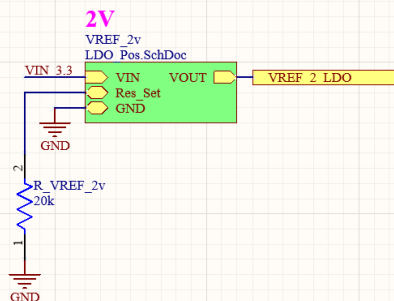 2V
VREF_2v
LDO_Pos.SchDoc
VIN_3.3
VIN
VOUT
VREF_2_LDO
Res_Set
GND
GND
2
R_VREF_2v
20k
1
GND